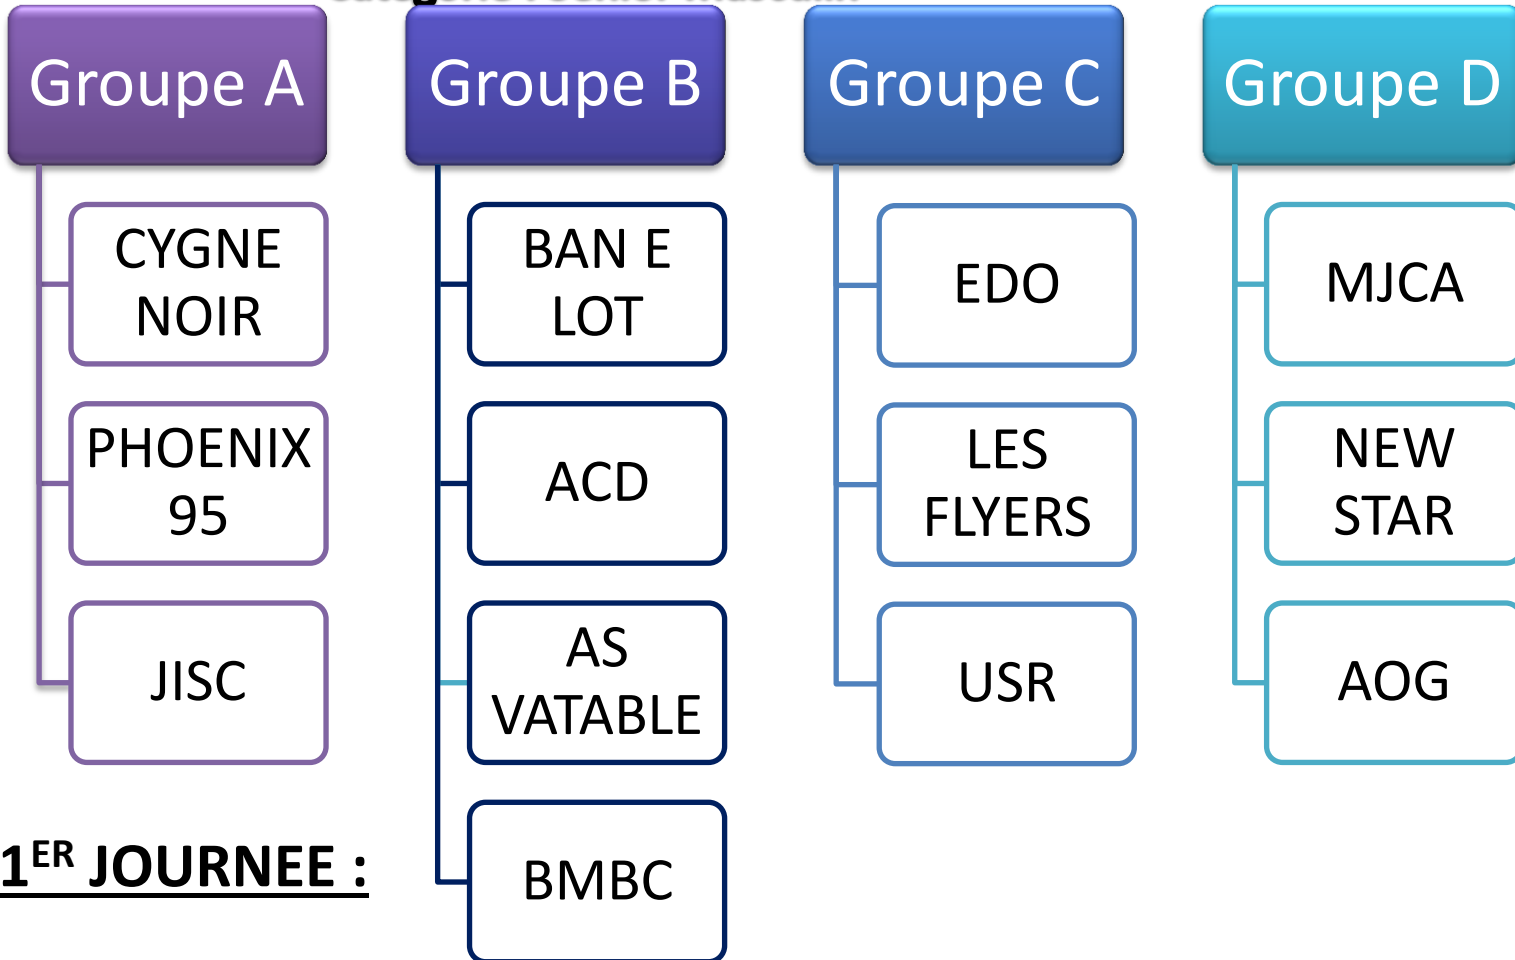 Groupe A
CYGNE
NOIR
PHOENIX
95
JISC
Groupe B
BAN E
LOT
ACD
AS
VATABLE
BMBC
Groupe C
EDO
LES
FLYERS
USR
Groupe D
MJCA
NEW
STAR
AOG
1ER JOURNEE :